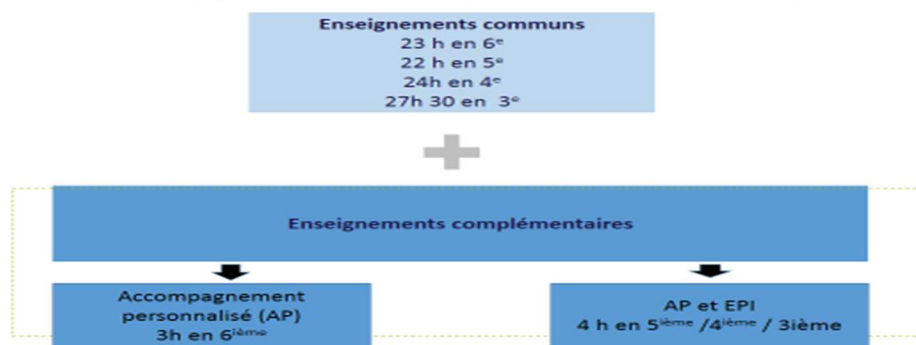 Enseignements communs
23 h en 6e
22 h en 5e
24h en 4e
27h 30 en 3e
Enseignements complémentaires
Accompagnement
personnalisé (AP)
3h en 6ième
AP et EPI
4 h en 5ième /4ième / 3ième